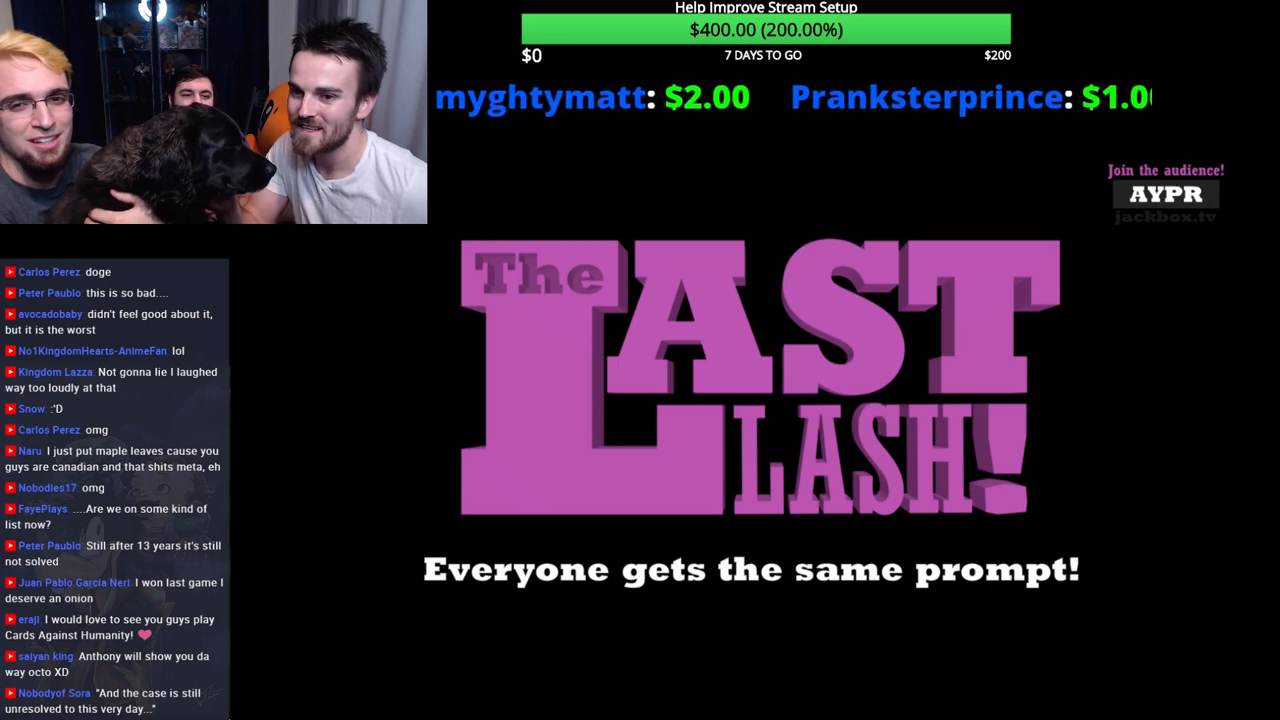 Help Improve Stream Setup
$400.00 (200.00%)
$0
7 DAYS TO GO
$200
myghtymatt: $2.00
Pranksterprince: $1.00
Join the audience!
AYPR
jackbox.tv
The LAST
LASH!
Everyone gets the same prompt!
Carlos Perez: doge
Peter Paublo: this is so bad....
avocadobaby: didn't feel good about it,
but it is the worst
No1KingdomHearts-AnimeFan: lol
Kingdom Lazza: Not gonna lie I laughed
way too loudly at that
Snow: :'D
Carlos Perez: omg
Naru: I just put maple leaves cause you
guys are canadian and that shits meta, eh
Nobodies17: omg
FayePlays: ....Are we on some kind of
list now?
Peter Paublo: Still after 13 years it's still
not solved
Juan Pablo García Neri: I won last game I
deserve an onion
eraji: I would love to see you guys play
Cards Against Humanity!
saiyan king: Anthony will show you da
way octo XD
Nobodyof Sora: "And the case is still
unresolved to this very day..."